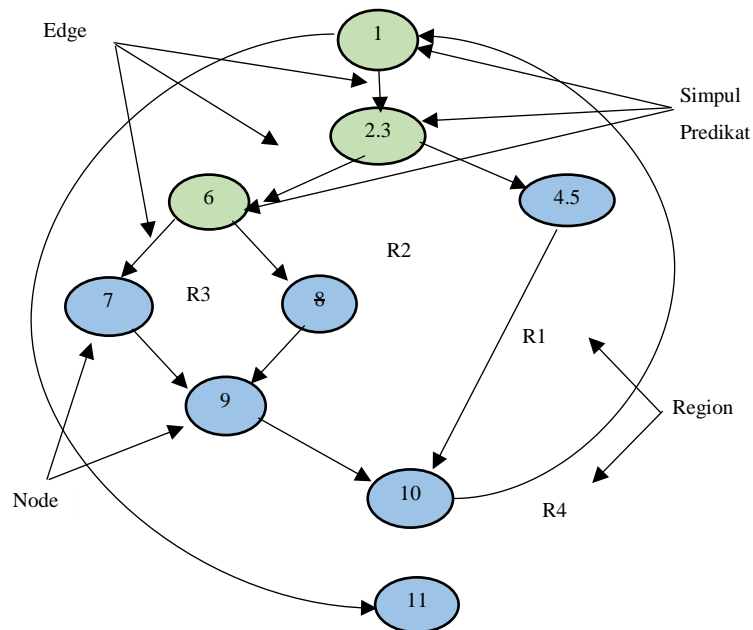 Edge
1
Simpul
Predikat
2.3
6
4.5
R2
7
R3
8
R1
9
Region
Node
10
R4
11